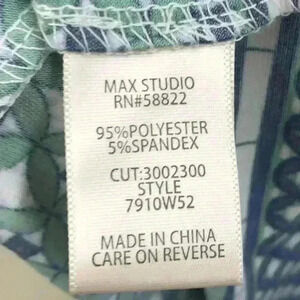 MAX STUDIO
RN#58822
95%POLYESTER
5%SPANDEX
CUT:3002300
STYLE
7910W52
MADE IN CHINA
CARE ON REVERSE